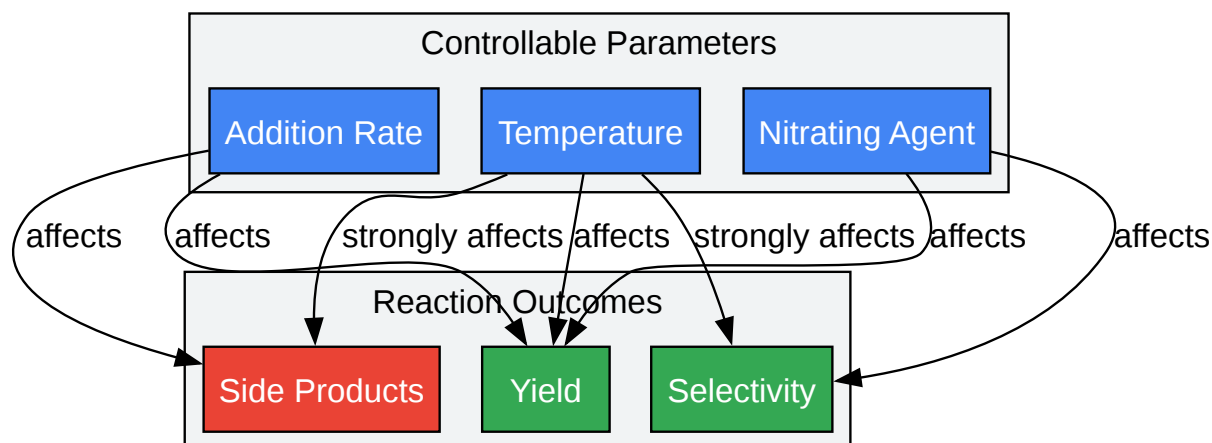 Controllable Parameters
Addition Rate
Temperature
Nitrating Agent
affects
affects
strongly affects
affects
strongly affects
affects
affects
Reaction Outcomes
Side Products
Yield
Selectivity